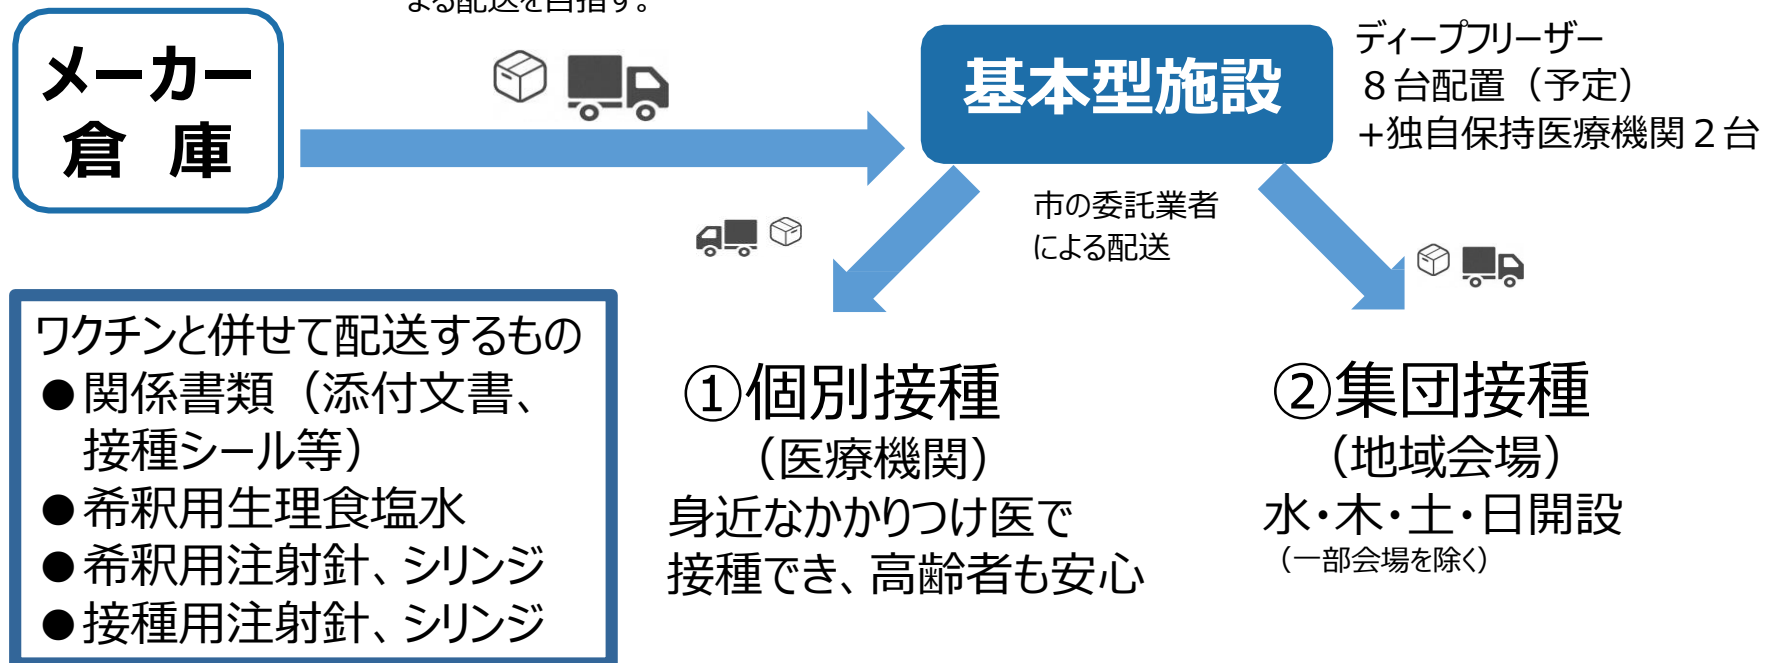 よる配送を目指す。
メーカー
倉 庫
基本型施設
ディープフリーザー
８台配置（予定）
+独自保持医療機関２台
市の委託業者
による配送
ワクチンと併せて配送するもの
●関係書類（添付文書、
接種シール等）
●希釈用生理食塩水
●希釈用注射針、シリンジ
●接種用注射針、シリンジ
①個別接種
（医療機関）
身近なかかりつけ医で
接種でき、高齢者も安心
②集団接種
（地域会場）
水・木・土・日開設
（一部会場を除く）